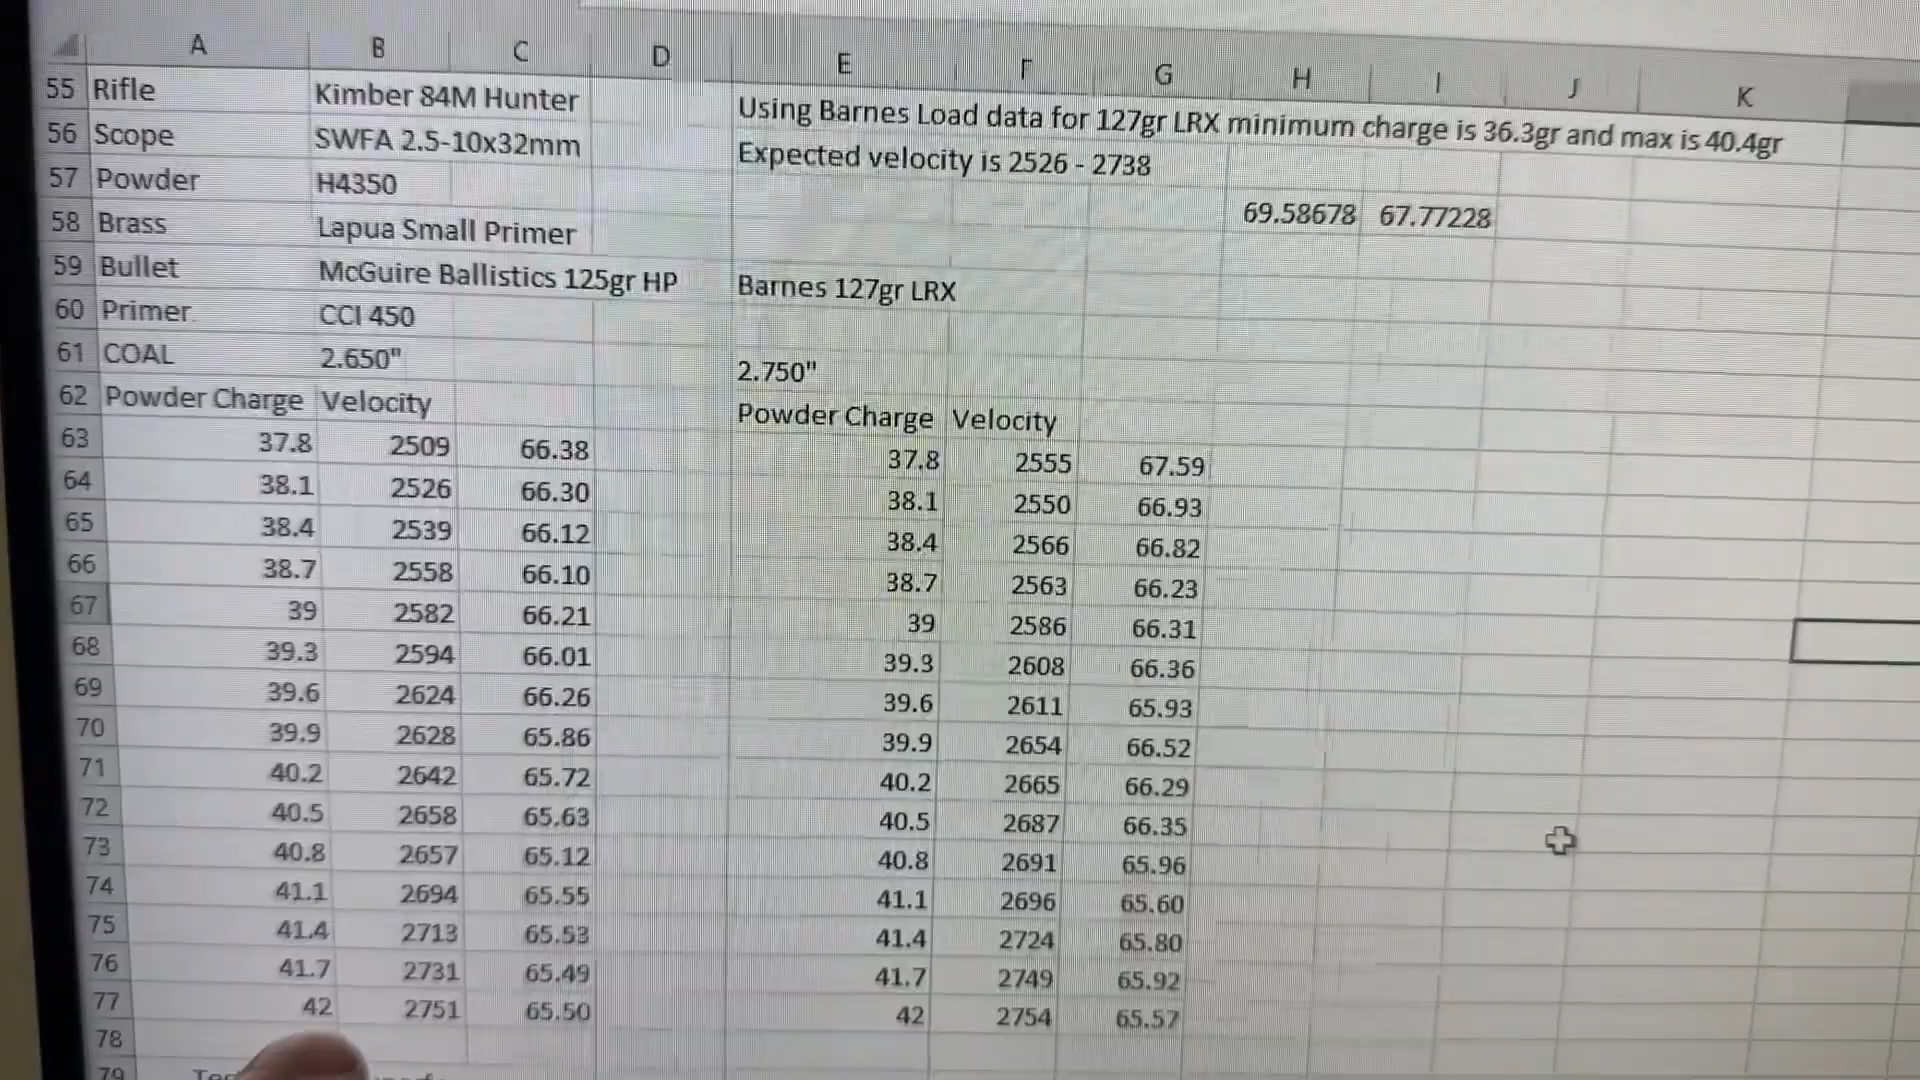 A B C D E F G H I J K
55 Rifle Kimber 84M Hunter Using Barnes Load data for 127gr LRX minimum charge is 36.3gr and max is 40.4gr
56 Scope SWFA 2.5-10x32mm Expected velocity is 2526 - 2738
57 Powder H4350 69.58678 67.77228
58 Brass Lapua Small Primer
59 Bullet McGuire Ballistics 125gr HP Barnes 127gr LRX
60 Primer CCI 450
61 COAL 2.650" 2.750"
62 Powder Charge Velocity Powder Charge Velocity
63 37.8 2509 66.38 37.8 2555 67.59
64 38.1 2526 66.30 38.1 2550 66.93
65 38.4 2539 66.12 38.4 2566 66.82
66 38.7 2558 66.10 38.7 2563 66.23
67 39 2582 66.21 39 2586 66.31
68 39.3 2594 66.01 39.3 2608 66.36
69 39.6 2624 66.26 39.6 2611 65.93
70 39.9 2628 65.86 39.9 2654 66.52
71 40.2 2642 65.72 40.2 2665 66.29
72 40.5 2658 65.63 40.5 2687 66.35
73 40.8 2657 65.12 40.8 2691 65.96
74 41.1 2694 65.55 41.1 2696 65.60
75 41.4 2713 65.53 41.4 2724 65.80
76 41.7 2731 65.49 41.7 2749 65.92
77 42 2751 65.50 42 2754 65.57
78
79